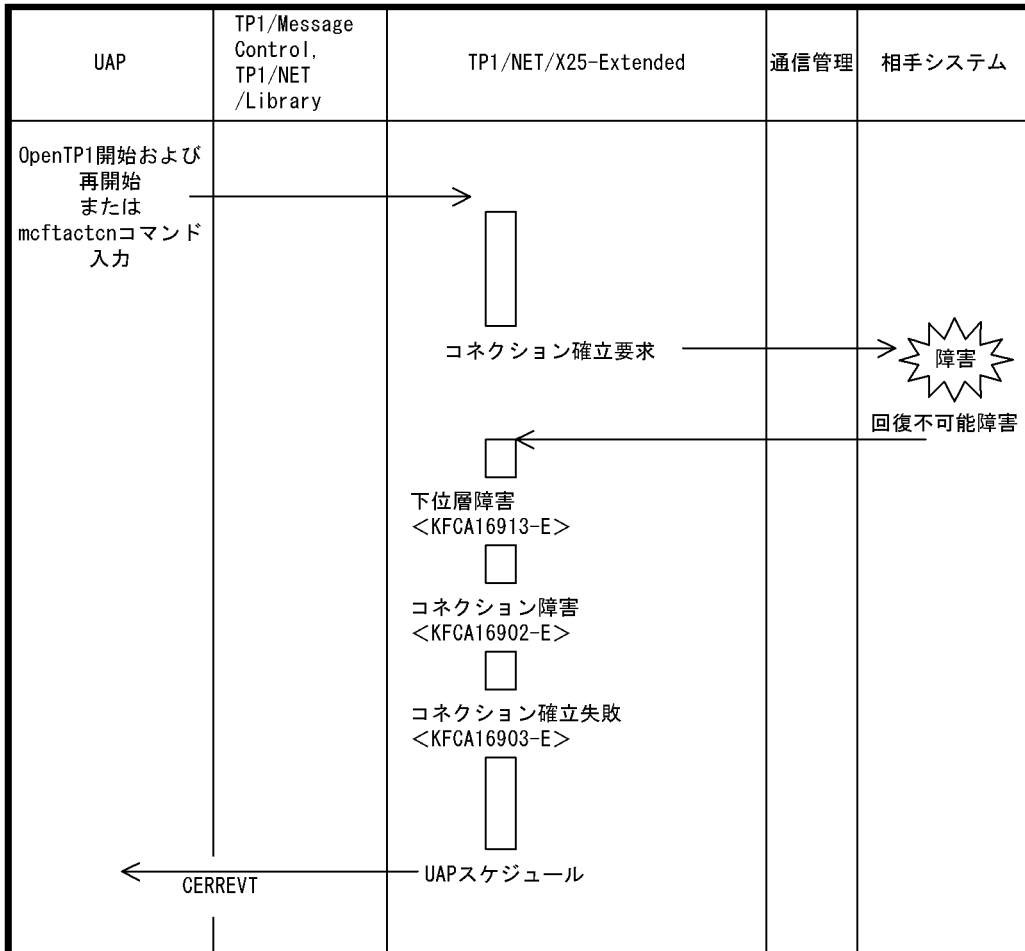 UAP
TP1/Message
Control,
TP1/NET
/Library
TP1/NET/X25-Extended
通信管理
相手システム
OpenTP1開始および
再開始
または
mcftactcnコマンド
入力
コネクション確立要求
障害
回復不可能障害
下位層障害
<KFCA16913-E>
コネクション障害
<KFCA16902-E>
コネクション確立失敗
<KFCA16903-E>
UAPスケジュール
CERREVT